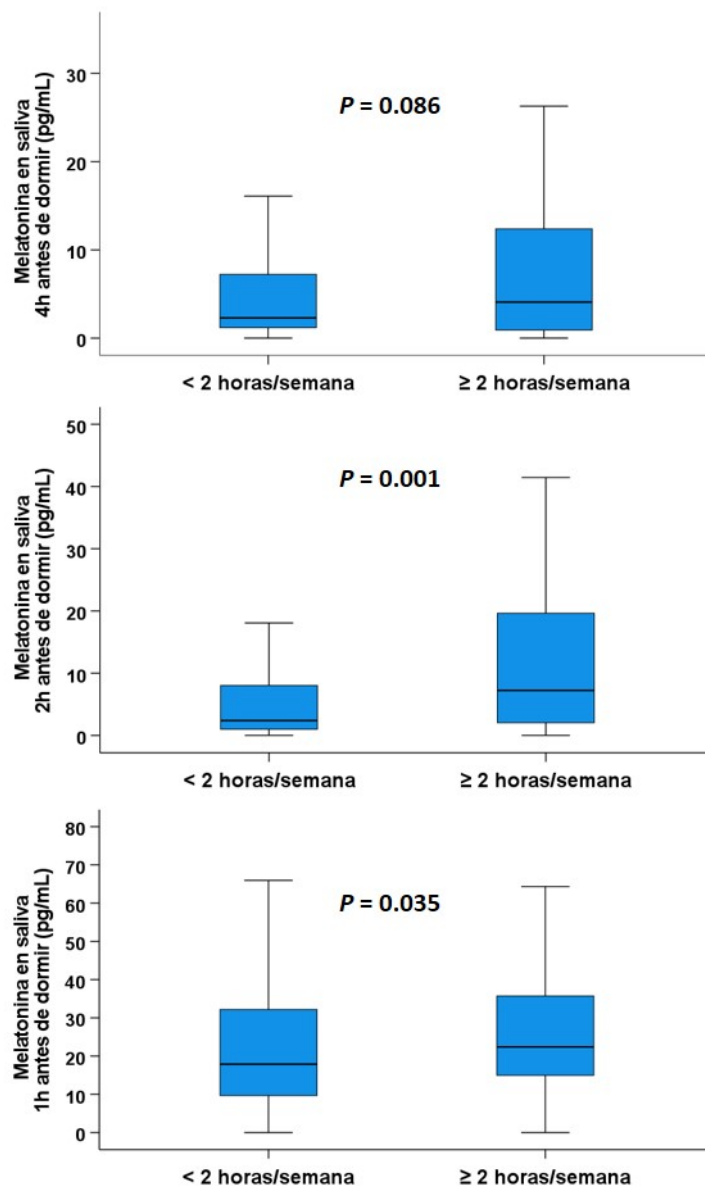 Melatonina en saliva
4h antes de dormir (pg/mL)
30
20
10
0
P = 0.086
< 2 horas/semana
≥ 2 horas/semana
Melatonina en saliva
2h antes de dormir (pg/mL)
50
40
30
20
10
0
P = 0.001
< 2 horas/semana
≥ 2 horas/semana
Melatonina en saliva
1h antes de dormir (pg/mL)
80
70
60
50
40
30
20
10
0
P = 0.035
< 2 horas/semana
≥ 2 horas/semana